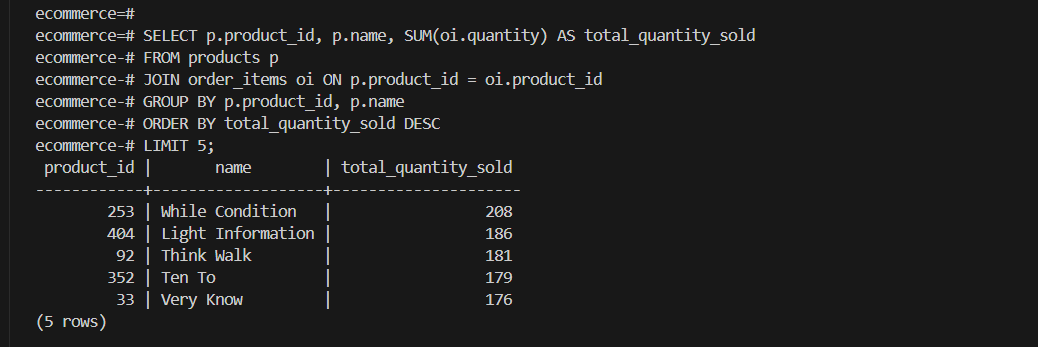 ecommerce=#
ecommerce=# SELECT p.product_id, p.name, SUM(oi.quantity) AS total_quantity_sold
ecommerce-# FROM products p
ecommerce-# JOIN order_items oi ON p.product_id = oi.product_id
ecommerce-# GROUP BY p.product_id, p.name
ecommerce-# ORDER BY total_quantity_sold DESC
ecommerce-# LIMIT 5;
 product_id |       name        | total_quantity_sold
------------+-------------------+---------------------
        253 | While Condition   |                 208
        404 | Light Information |                 186
         92 | Think Walk        |                 181
        352 | Ten To            |                 179
         33 | Very Know         |                 176
(5 rows)